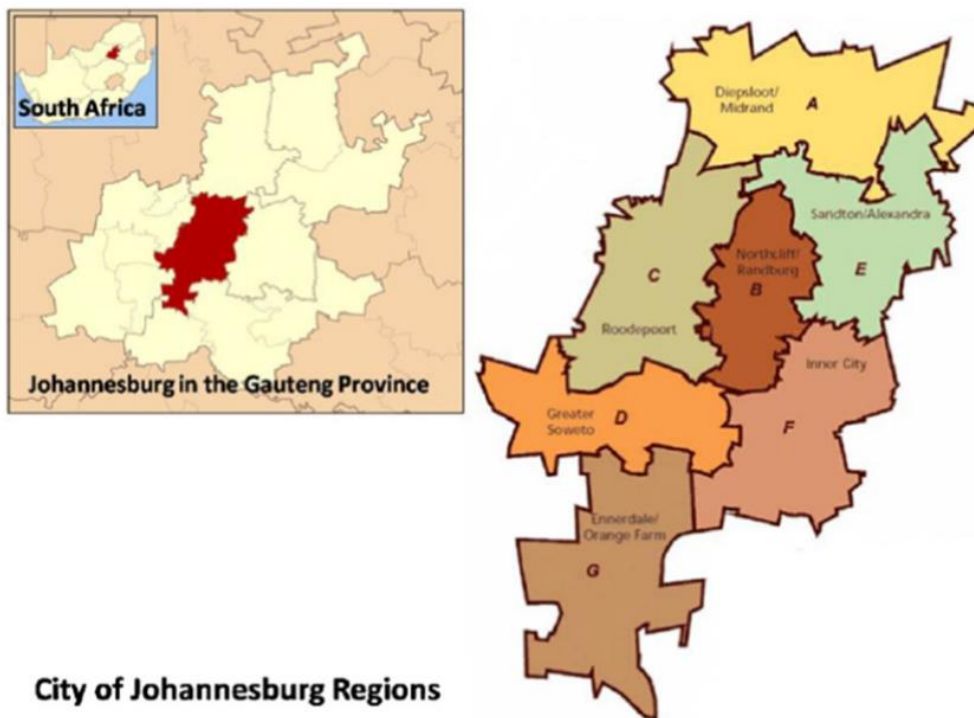 South Africa
Johannesburg in the Gauteng Province
Diepsloot/
Midrand
A
Sandton/Alexandra
E
Northcliff/
Randburg
B
C
Roodepoort
Inner City
F
Greater
Soweto
D
Ennerdale/
Orange Farm
G
City of Johannesburg Regions